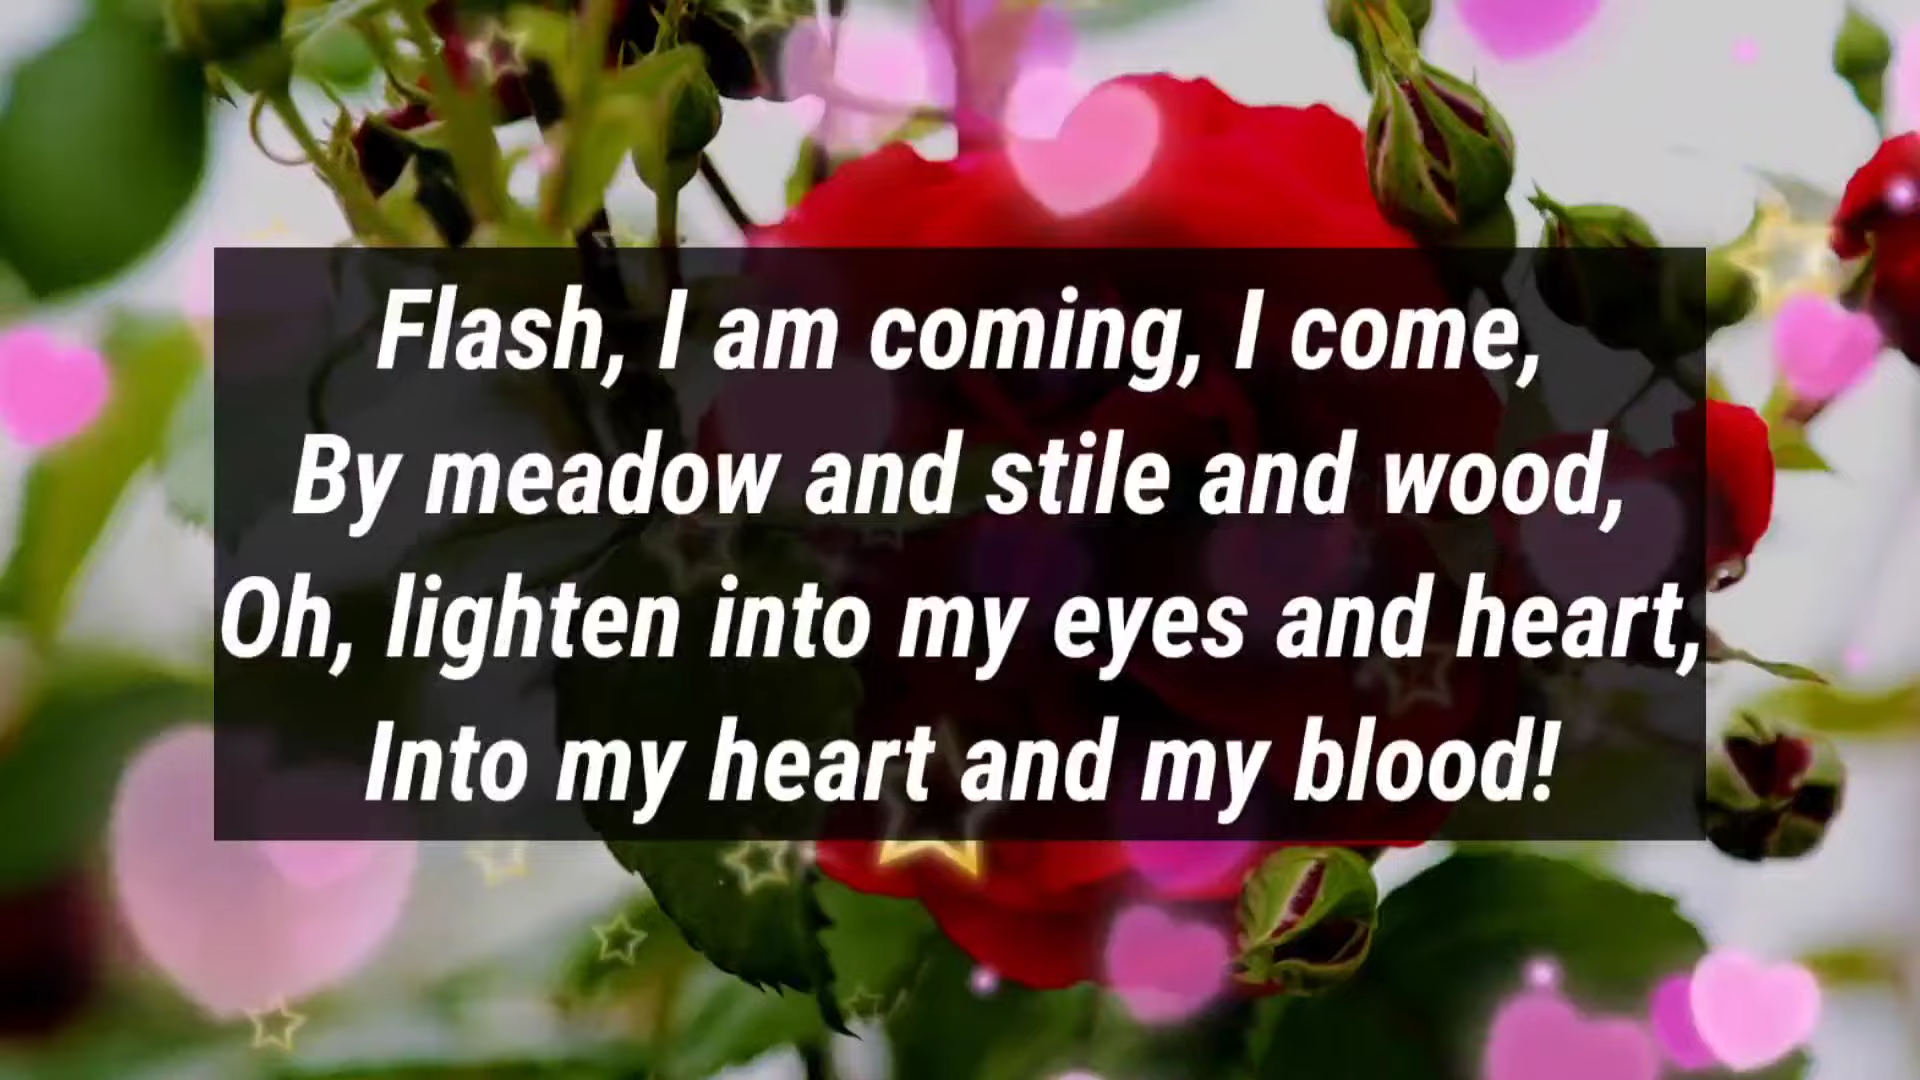 Flash, I am coming, I come,
By meadow and stile and wood,
Oh, lighten into my eyes and heart,
Into my heart and my blood!